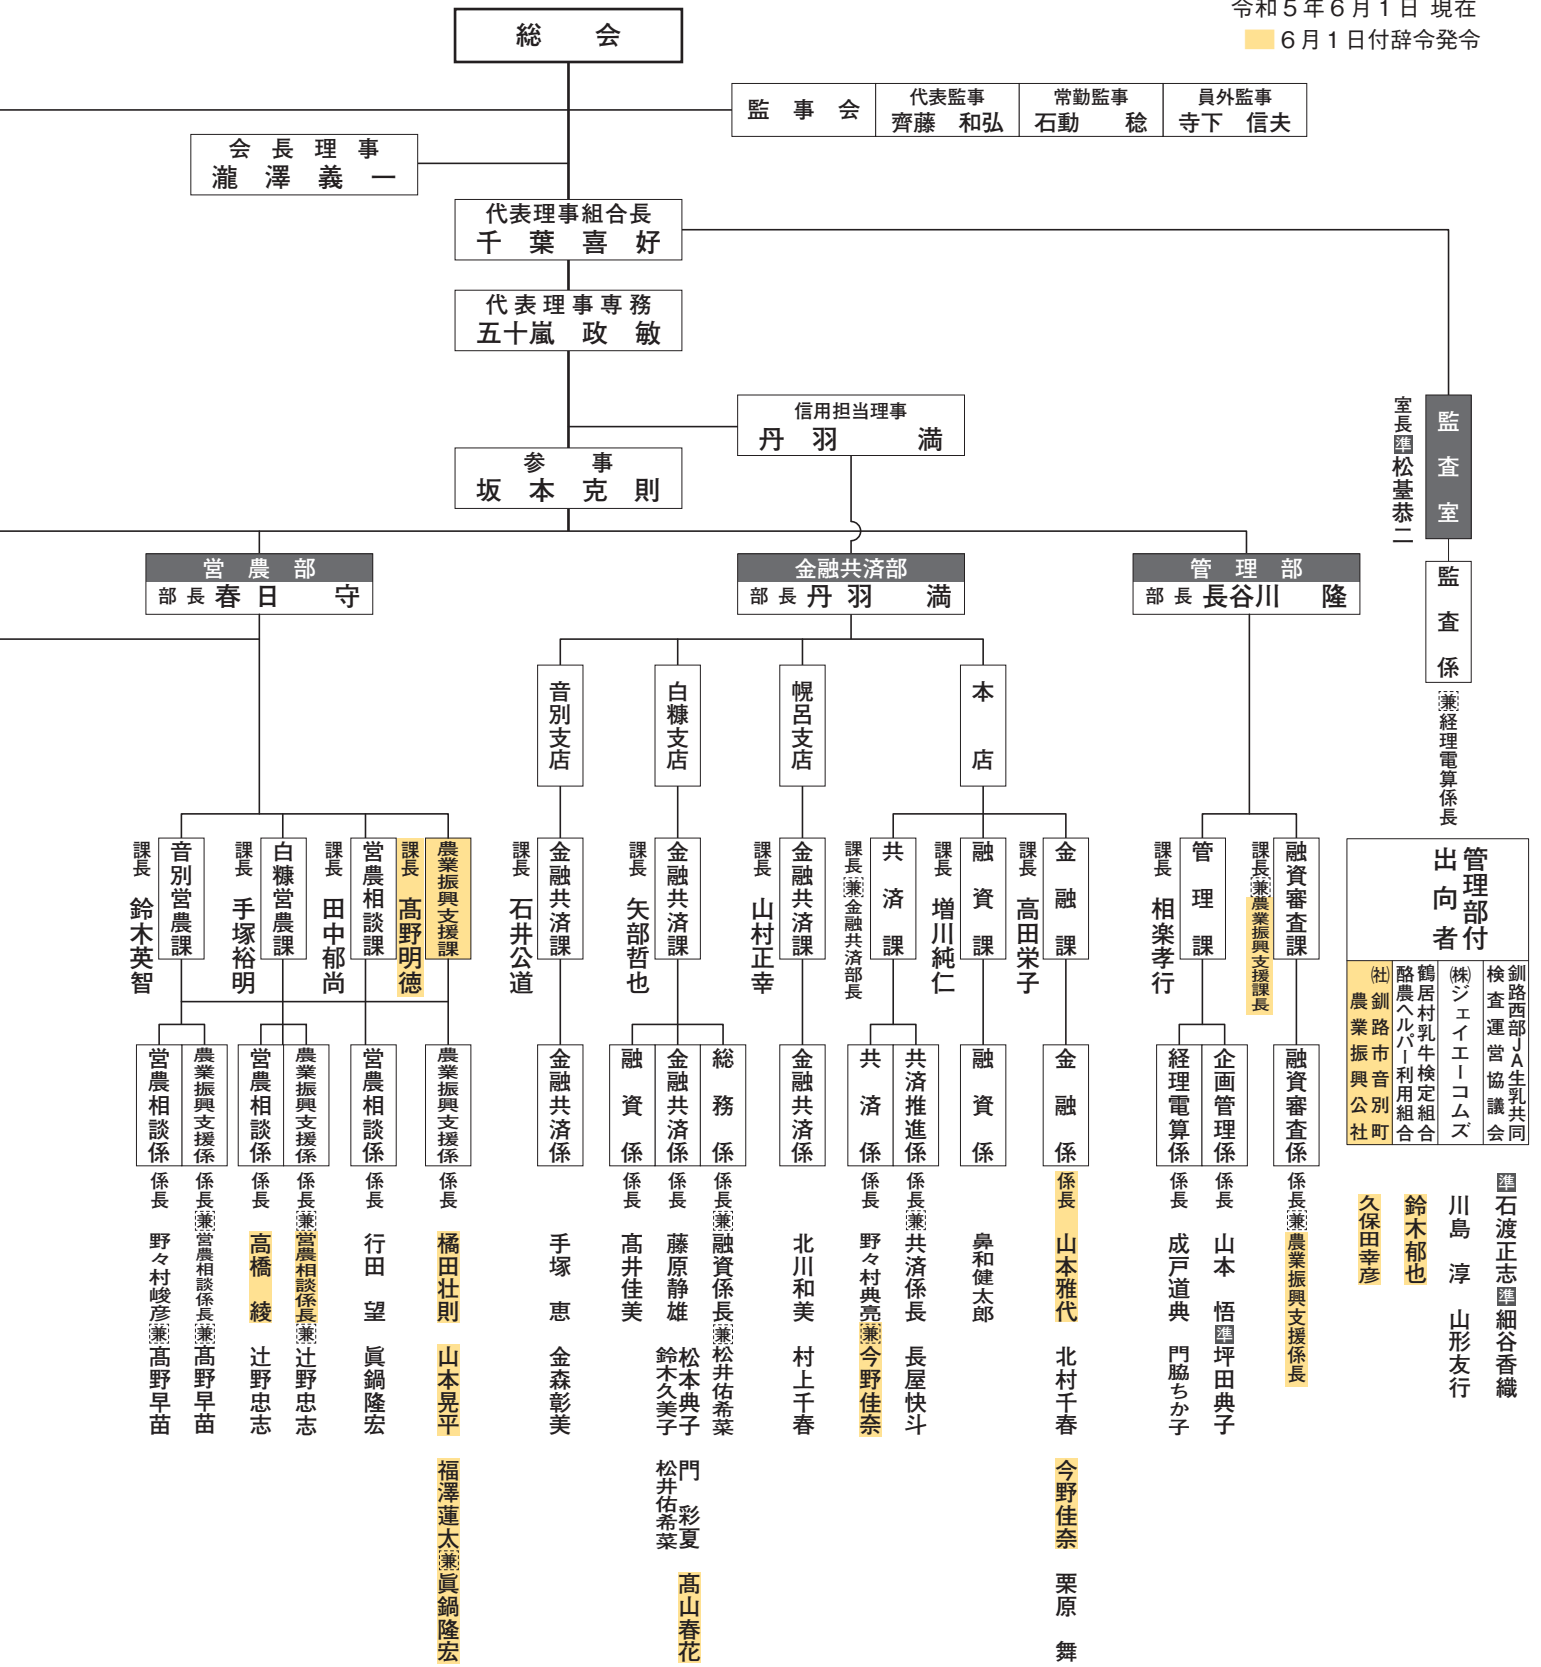 令和５年６月１日 現在
６月１日付辞令発令
総　会
監　事　会
代表監事
齊藤　和弘
常勤監事
石動　　稔
員外監事
寺下　信夫
会長理事
瀧澤義一
代表理事組合長
千葉喜好
代表理事専務
五十嵐　政　敏
信用担当理事
丹　羽　　満
参　事
坂本克則
監査室
室長 準 松䑓恭二
監査係
兼 経理電算係長
営農部
部長 春日　守
金融共済部
部長 丹羽　満
管理部
部長 長谷川　隆
音別支店
白糠支店
幌呂支店
本店
農業振興支援課
課長 髙野明徳
営農相談課
課長 田中郁尚
白糠営農課
課長 手塚裕明
音別営農課
課長 鈴木英智
金融共済課
課長 石井公道
金融共済課
課長 矢部哲也
金融共済課
課長 山村正幸
共済課
課長 兼 金融共済部長
融資課
課長 増川純仁
金融課
課長 高田栄子
管理課
課長 相楽孝行
融資審査課
課長 兼 農業振興支援課長
営農相談係
係長 野々村峻彦 兼 髙野早苗
農業振興支援係
係長 兼 営農相談係長 兼 髙野早苗
営農相談係
係長 高橋　綾　辻野忠志
農業振興支援係
係長 兼 営農相談係長 兼 辻野忠志
営農相談係
係長 行田　望　眞鍋隆宏
農業振興支援係
係長 橘田壮則　山本晃平　福澤蓮太 兼 眞鍋隆宏
金融共済係
手塚　恵　金森彰美
融資係
係長 髙井佳美
金融共済係
係長 藤原静雄　松本典子　門　彩夏　髙山春花
鈴木久美子　松井佑希菜
総務係
係長 兼 融資係長 兼 松井佑希菜
金融共済係
北川和美　村上千春
共済係
係長 野々村典亮 兼 今野佳奈
共済推進係
係長 兼 共済係長　長屋快斗
融資係
鼻和健太郎
金融係
係長 山本雅代　北村千春　今野佳奈　栗原　舞
経理電算係
係長 成戸道典　門脇ちか子
企画管理係
係長 山本　悟 準 坪田典子
融資審査係
係長 兼 農業振興支援係長
管理部付
出向者
釧路西部ＪＡ生乳共同
検査運営協議会
準 石渡正志 準 細谷香織
㈱ジェイエーコムズ
川島　淳　山形友行
鶴居村乳牛検定組合
酪農ヘルパー利用組合
鈴木郁也
㈳釧路市音別町
農業振興公社
久保田幸彦